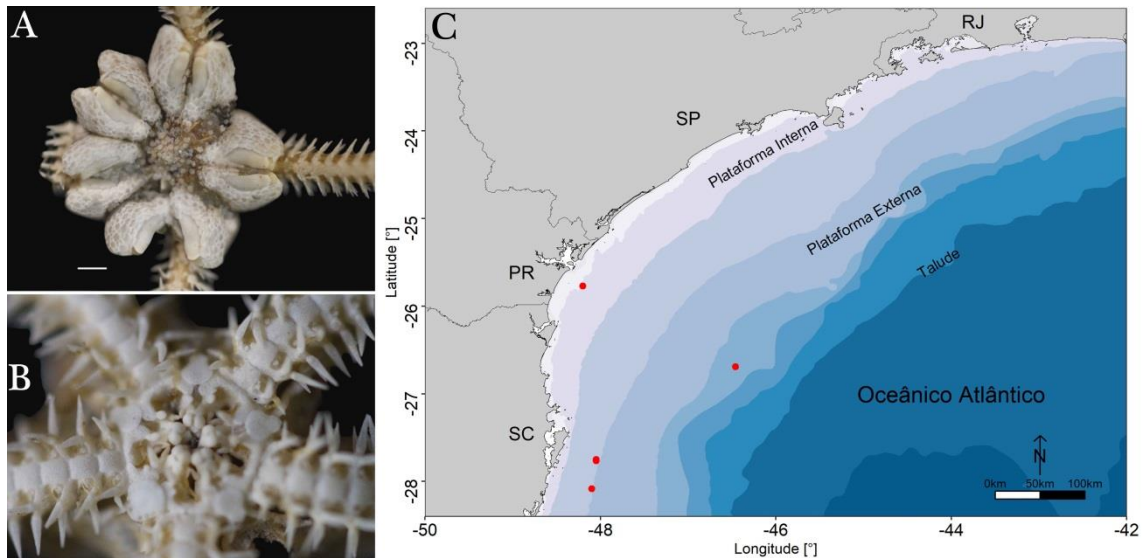 A
B
C
RJ
SP
PR
SC
Plataforma Interna
Plataforma Externa
Talude
Oceânico Atlântico
N
0km 50km 100km
-23
-24
-25
-26
-27
-28
Latitude [°]
-50 -48 -46 -44 -42
Longitude [°]